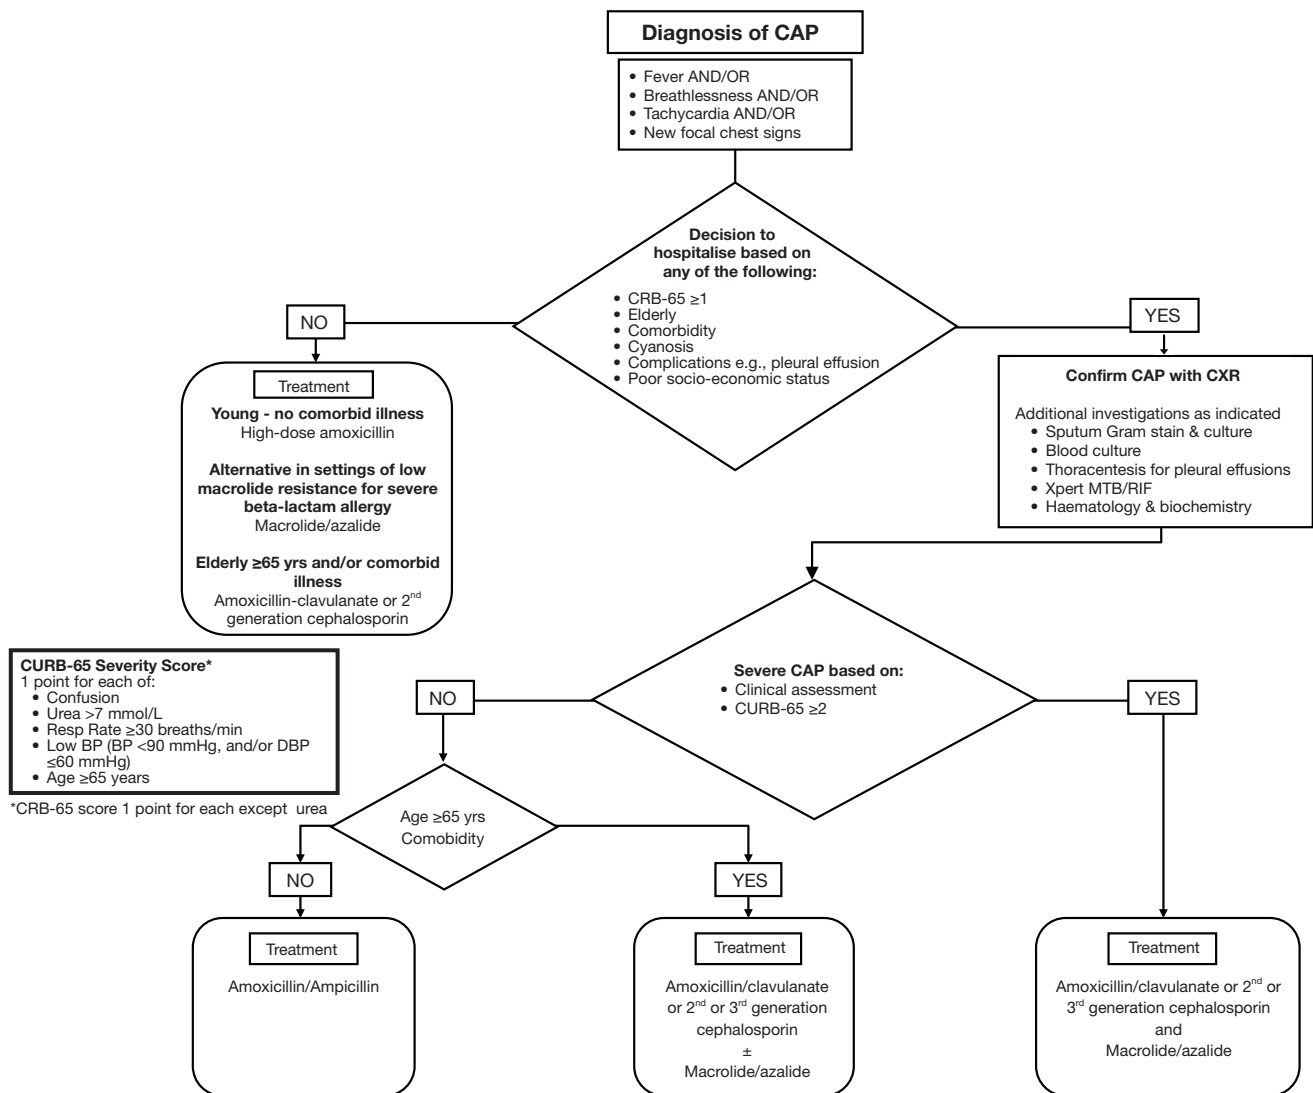 Diagnosis of CAP
• Fever AND/OR
• Breathlessness AND/OR
• Tachycardia AND/OR
• New focal chest signs
Decision to
hospitalise based on
any of the following:
• CRB-65 ≥1
• Elderly
• Comorbidity
• Cyanosis
• Complications e.g., pleural effusion
• Poor socio-economic status
NO
YES
Treatment
Young - no comorbid illness
High-dose amoxicillin
Alternative in settings of low
macrolide resistance for severe
beta-lactam allergy
Macrolide/azalide
Elderly ≥65 yrs and/or comorbid
illness
Amoxicillin-clavulanate or 2nd
generation cephalosporin
Confirm CAP with CXR
Additional investigations as indicated
• Sputum Gram stain & culture
• Blood culture
• Thoracentesis for pleural effusions
• Xpert MTB/RIF
• Haematology & biochemistry
CURB-65 Severity Score*
1 point for each of:
• Confusion
• Urea >7 mmol/L
• Resp Rate ≥30 breaths/min
• Low BP (BP <90 mmHg, and/or DBP
≤60 mmHg)
• Age ≥65 years
*CRB-65 score 1 point for each except urea
Severe CAP based on:
• Clinical assessment
• CURB-65 ≥2
NO
YES
Age ≥65 yrs
Comobidity
NO
YES
Treatment
Amoxicillin/Ampicillin
Treatment
Amoxicillin/clavulanate
or 2nd or 3rd generation
cephalosporin
±
Macrolide/azalide
Treatment
Amoxicillin/clavulanate or 2nd or
3rd generation cephalosporin
and
Macrolide/azalide